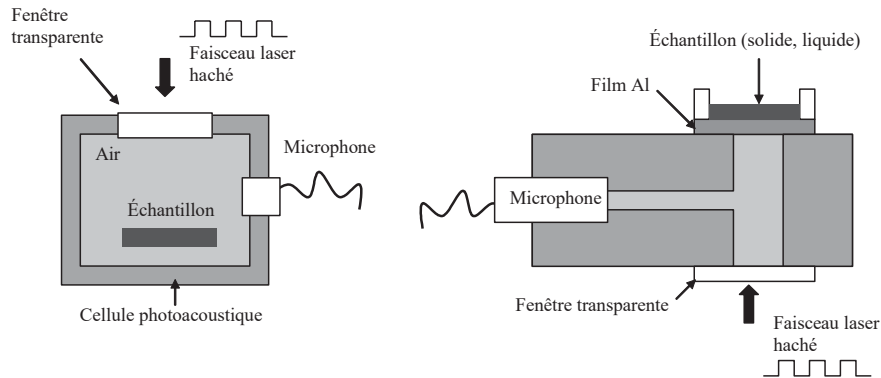 Fenêtre
transparente
Faisceau laser
haché
Air
Microphone
Échantillon
Cellule photoacoustique
Échantillon (solide, liquide)
Film Al
Microphone
Fenêtre transparente
Faisceau laser
haché